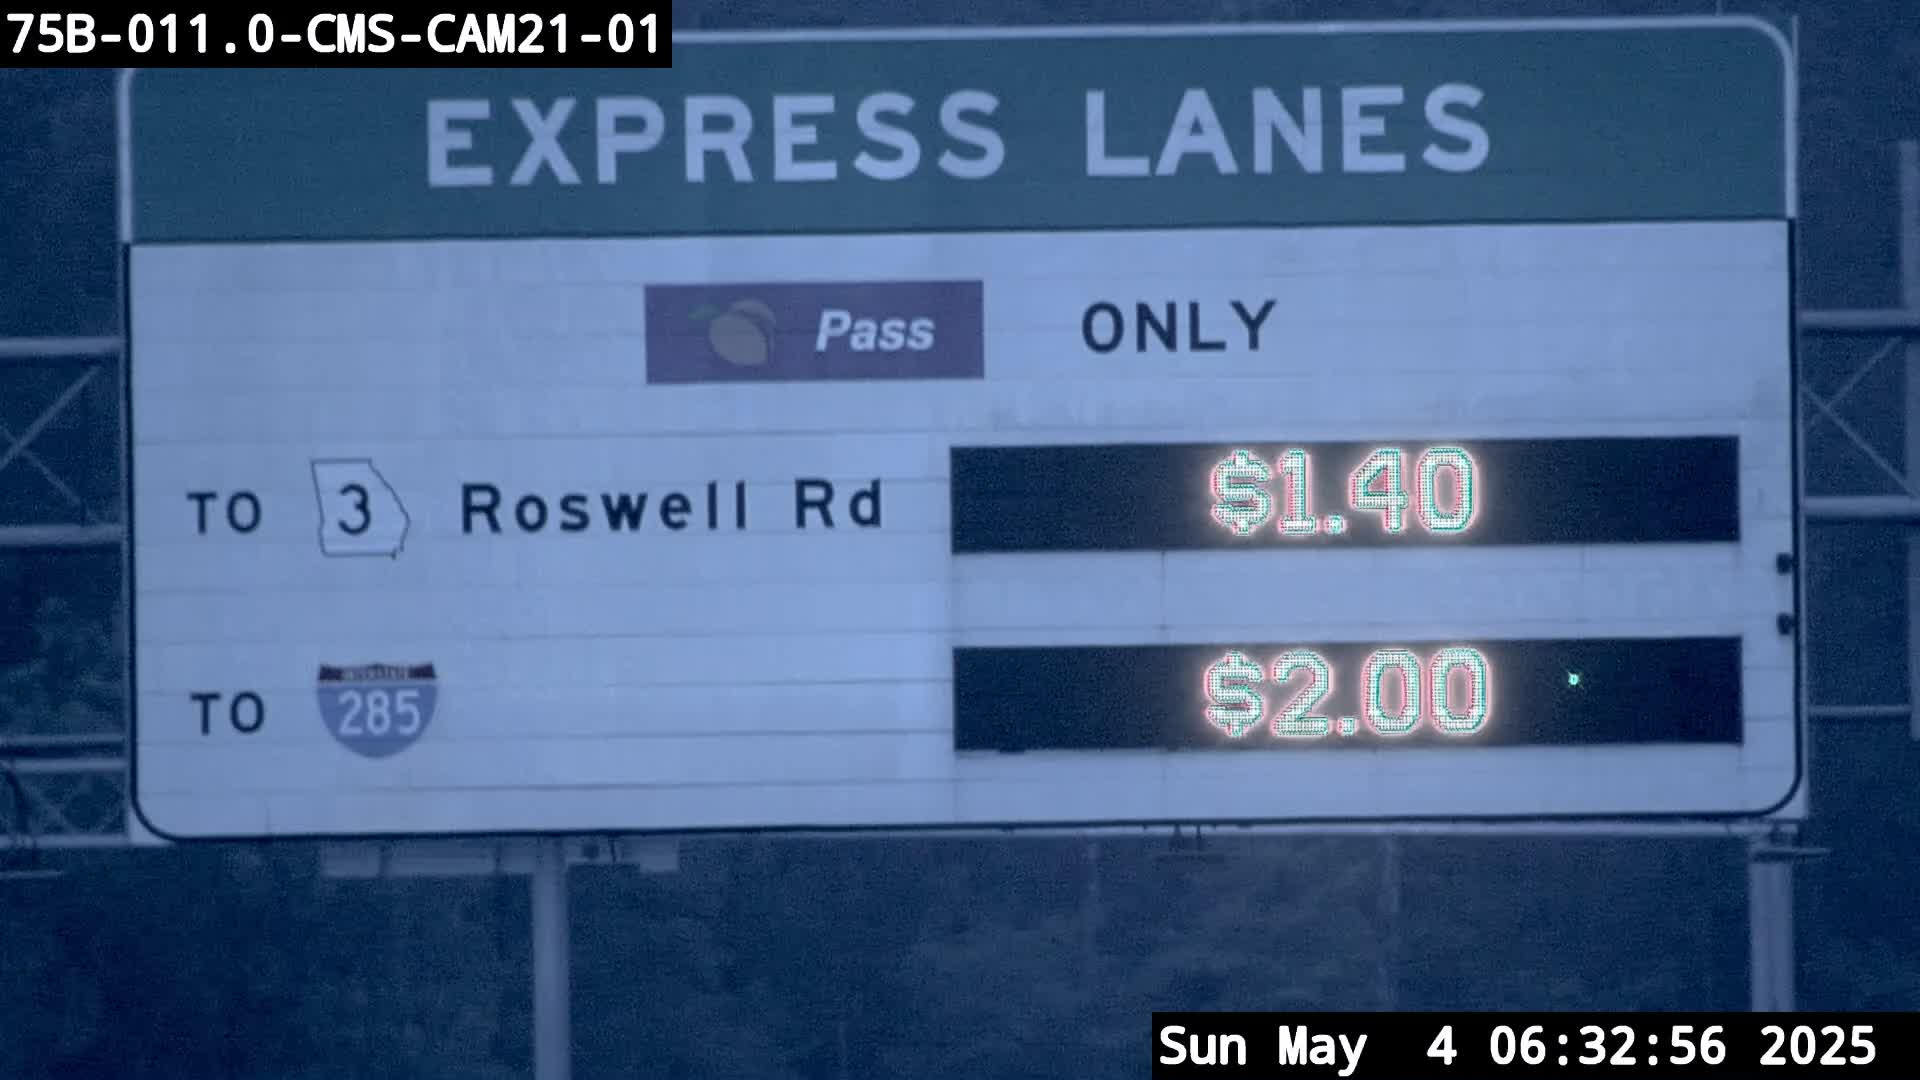 75B-011.0-CMS-CAM21-01
EXPRESS LANES
Pass ONLY
TO 3 Roswell Rd $1.40
TO 285 $2.00
Sun May 4 06:32:56 2025